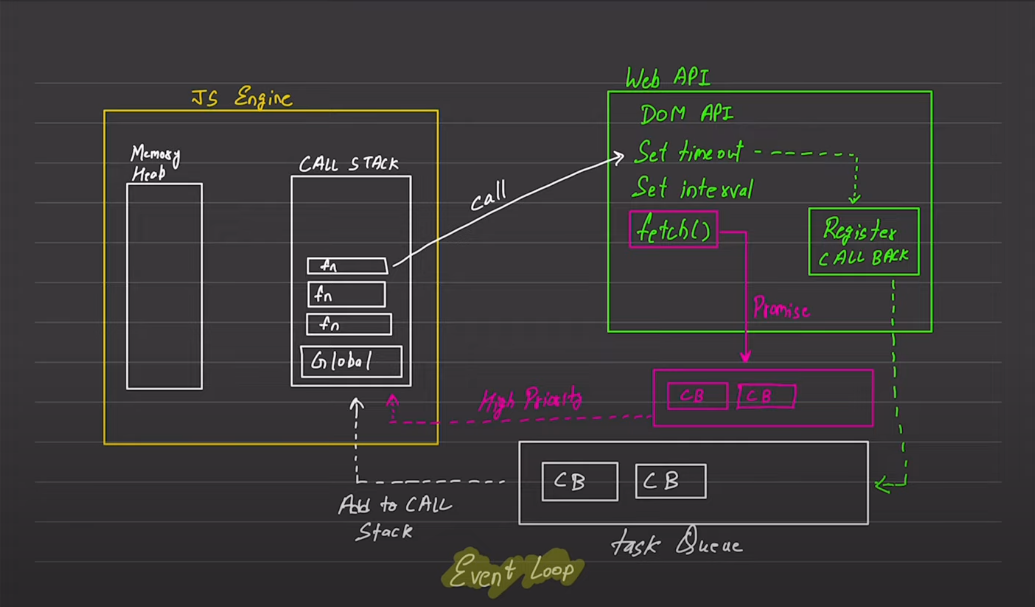 Web API
JS Engine
DOM API
Memory
Heap
CALL STACK
Set timeout
call
Set interval
fetch()
Register
CALL BACK
fn
fn
fn
Global
Promise
High Priority
CB CB
CB CB
Add to CALL
Stack
task Queue
Event Loop